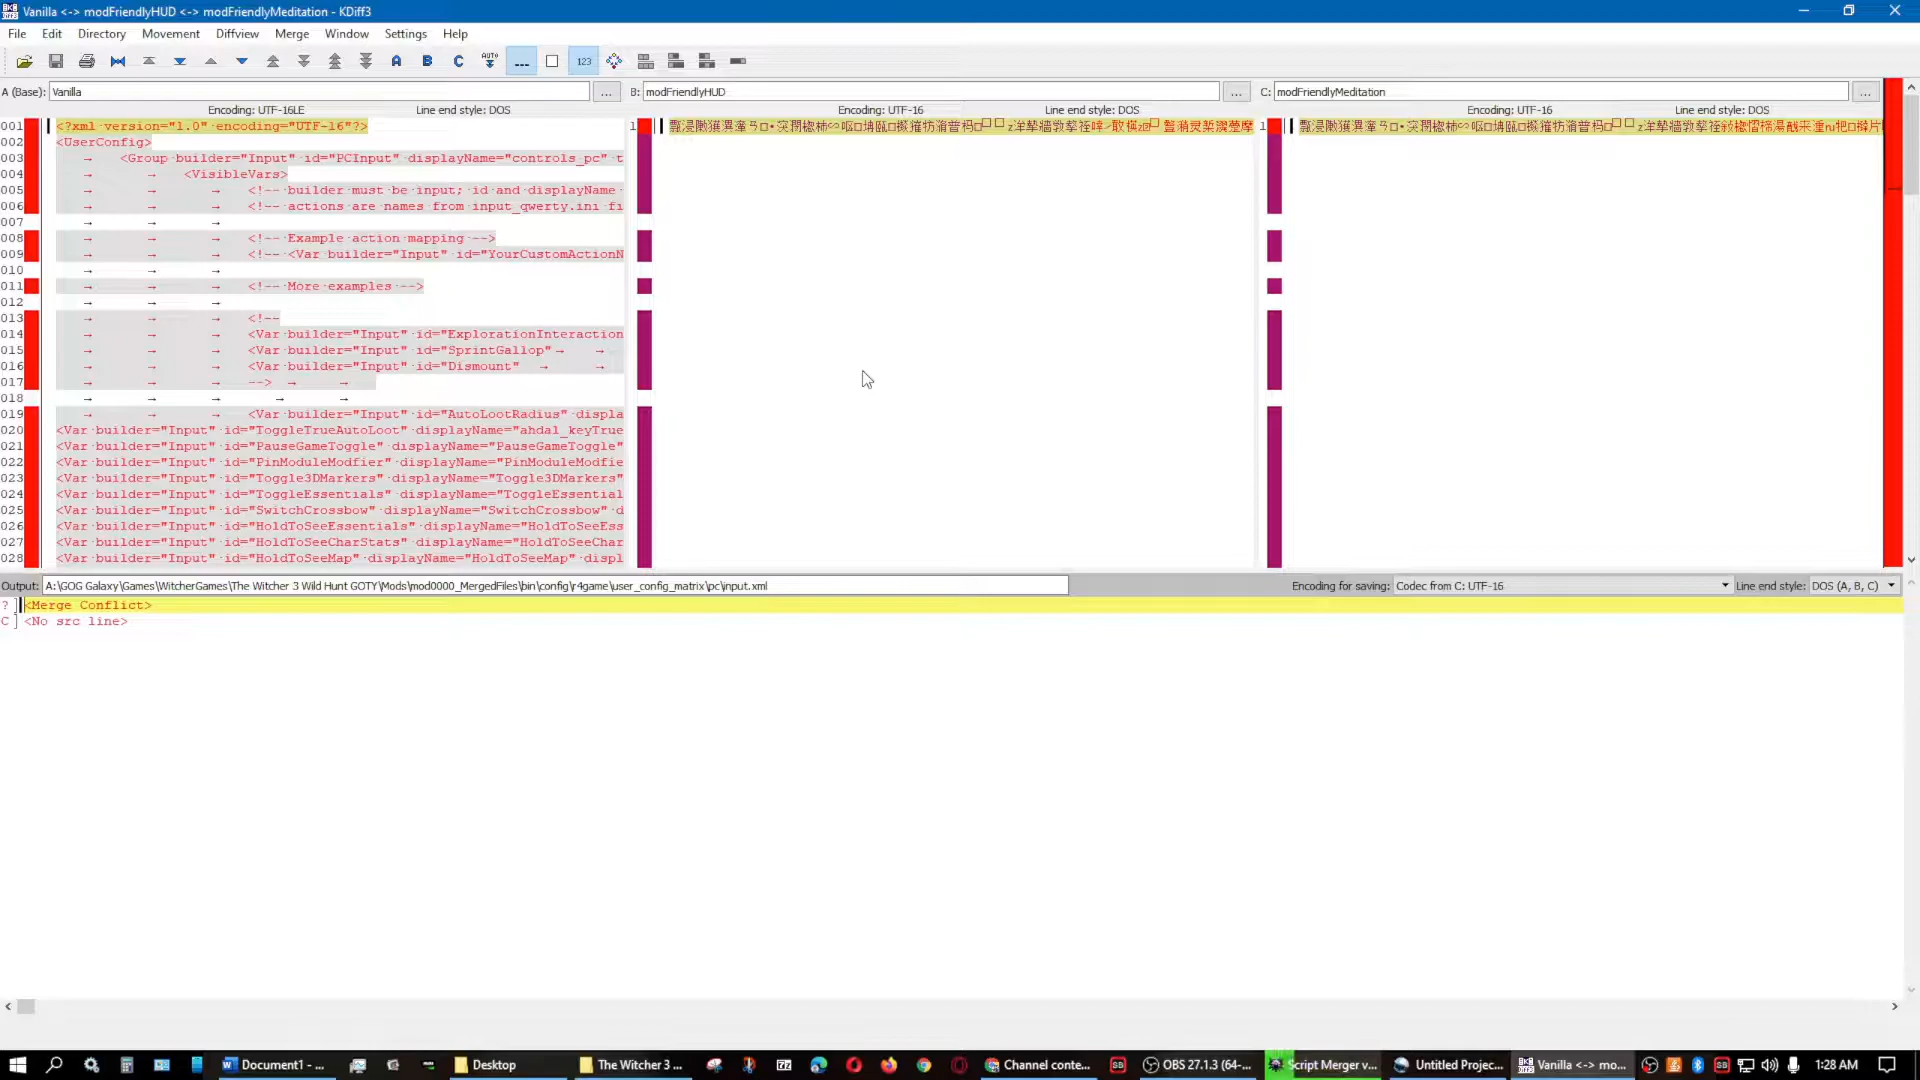 Vanilla <-> modFriendlyHUD <-> modFriendlyMeditation - KDiff3
File Edit Directory Movement Diffview Merge Window Settings Help
A B C AUTO 123
A (Base): Vanilla ... B: modFriendlyHUD ... C: modFriendlyMeditation ...
Encoding: UTF-16LE Line end style: DOS Encoding: UTF-16 Line end style: DOS Encoding: UTF-16 Line end style: DOS
001 <?xml version="1.0" encoding="UTF-16"?>
002 <UserConfig>
003 → <Group builder="Input" id="PCInput" displayName="controls_pc" t
004 → → <VisibleVars>
005 → → → <!-- builder must be input; id and displayName
006 → → → <!-- actions are names from input_qwerty.ini fi
007 → → →
008 → → → <!-- Example action mapping -->
009 → → → <!-- <Var builder="Input" id="YourCustomActionN
010 → → →
011 → → → <!-- More examples -->
012 → → →
013 → → → <!--
014 → → → <Var builder="Input" id="ExplorationInteraction
015 → → → <Var builder="Input" id="SprintGallop" → →
016 → → → <Var builder="Input" id="Dismount" → →
017 → → → --> → →
018 → → → → →
019 → → → <Var builder="Input" id="AutoLootRadius" displa
020 <Var builder="Input" id="ToggleTrueAutoLoot" displayName="ahdal_keyTrue
021 <Var builder="Input" id="PauseGameToggle" displayName="PauseGameToggle"
022 <Var builder="Input" id="PinModuleModfier" displayName="PinModuleModfie
023 <Var builder="Input" id="Toggle3DMarkers" displayName="Toggle3DMarkers"
024 <Var builder="Input" id="ToggleEssentials" displayName="ToggleEssential
025 <Var builder="Input" id="SwitchCrossbow" displayName="SwitchCrossbow" d
026 <Var builder="Input" id="HoldToSeeEssentials" displayName="HoldToSeeEss
027 <Var builder="Input" id="HoldToSeeCharStats" displayName="HoldToSeeChar
028 <Var builder="Input" id="HoldToSeeMap" displayName="HoldToSeeMap" displ
Output: A:\GOG Galaxy\Games\WitcherGames\The Witcher 3 Wild Hunt GOTY\Mods\mod0000_MergedFiles\bin\config\r4game\user_config_matrix\pc\input.xml Encoding for saving: Codec from C: UTF-16 Line end style: DOS (A, B, C)
? <Merge Conflict>
C <No src line>
Document1 - ... Desktop The Witcher 3 ... Channel conte... OBS 27.1.3 (64-... Script Merger v... Untitled Projec... Vanilla <-> mo... 1:28 AM